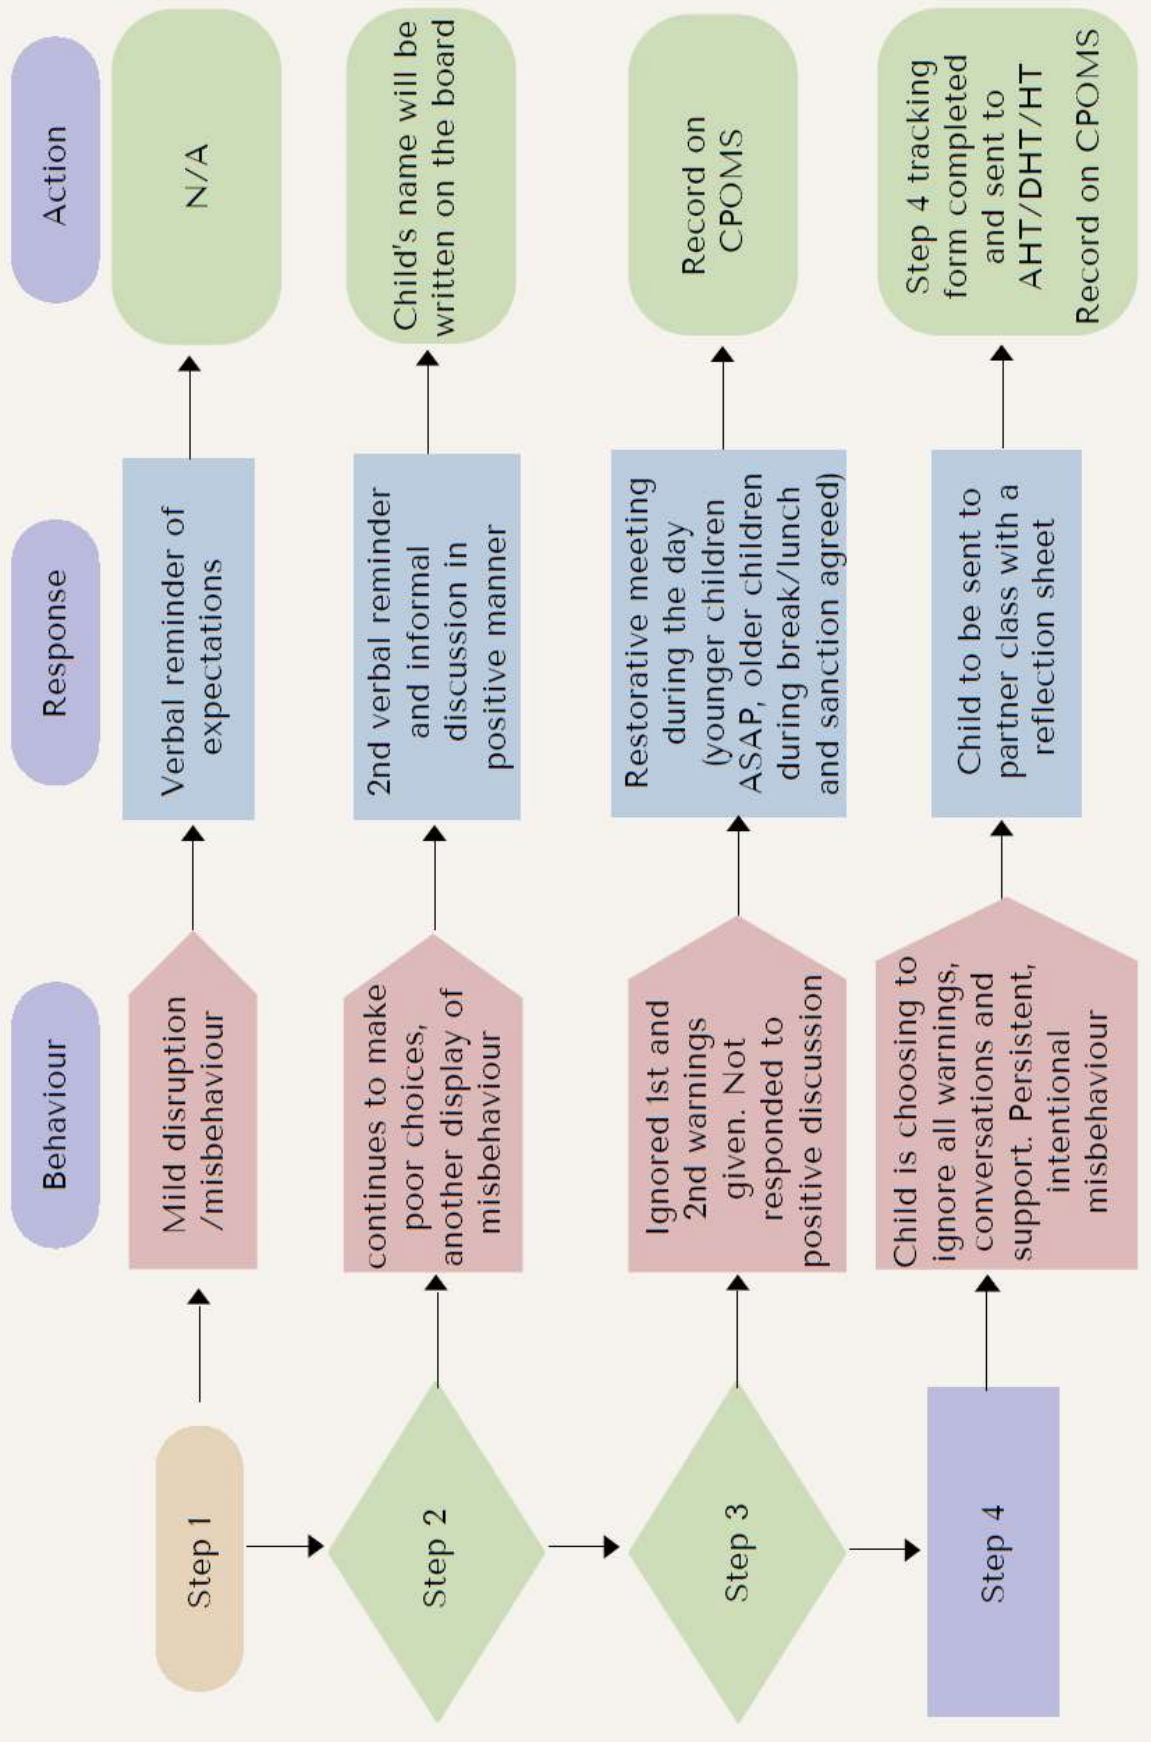 Behaviour
Response
Action
Step 1
Mild disruption
/misbehaviour
Verbal reminder of
expectations
N/A
Step 2
continues to make
poor choices,
another display of
misbehaviour
2nd verbal reminder
and informal
discussion in
positive manner
Child's name will be
written on the board
Step 3
Ignored 1st and
2nd warnings
given. Not
responded to
positive discussion
Restorative meeting
during the day
(younger children
ASAP, older children
during break/lunch
and sanction agreed)
Record on
CPOMS
Step 4
Child is choosing to
ignore all warnings,
conversations and
support. Persistent,
intentional
misbehaviour
Child to be sent to
partner class with a
reflection sheet
Step 4 tracking
form completed
and sent to
AHT/DHT/HT
Record on CPOMS